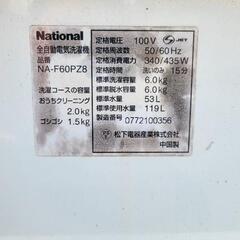 National
全自動電気洗濯機
品番
NA-F60PZ8
洗濯コースの容量
おうちクリーニング
2.0kg
ゴシゴシ 1.5kg
定格電圧 100V JET
定格周波数 50/60Hz
定格消費電力 340/435W
洗濯時間 洗いのみ 15分
標準洗濯容量 6.0kg
標準脱水容量 6.0kg
標準水量 53L
標準使用水量 119L
製造番号 0772100356
松下電器産業株式会社
中国製